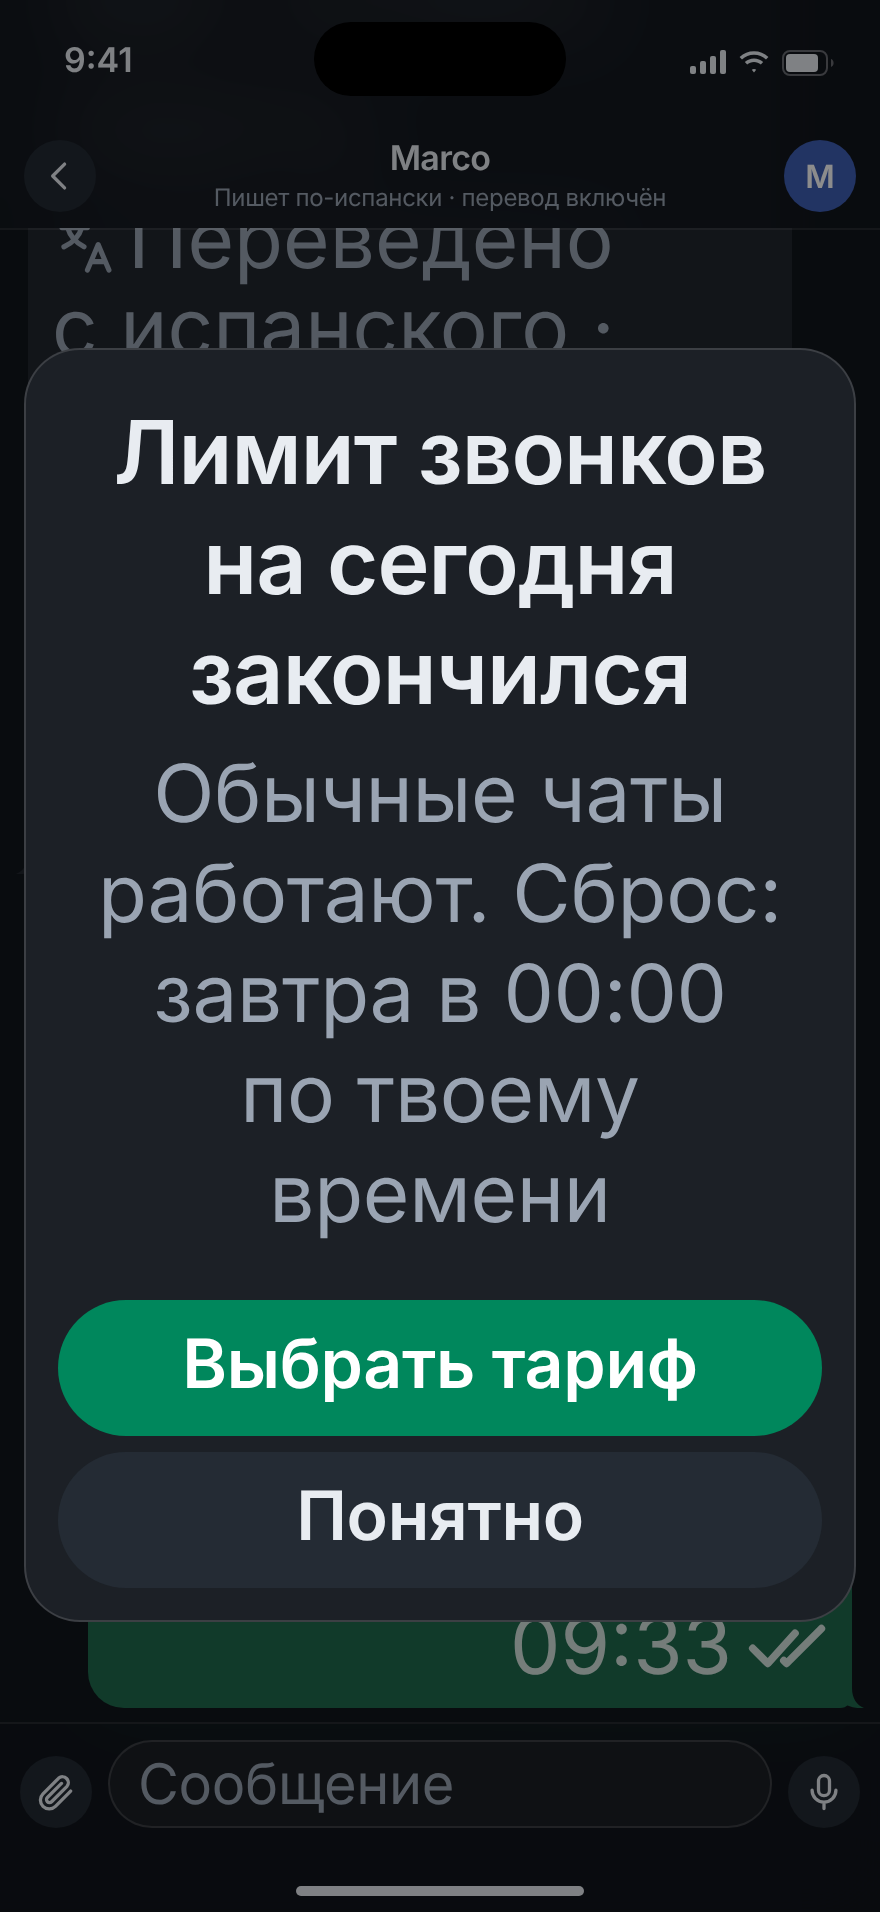 9:41
Marco
Пишет по-испански · перевод включён
M
Переведено
с испанского ·
Лимит звонков
на сегодня
закончился
Обычные чаты
работают. Сброс:
завтра в 00:00
по твоему
времени
Выбрать тариф
Понятно
09:33
Сообщение